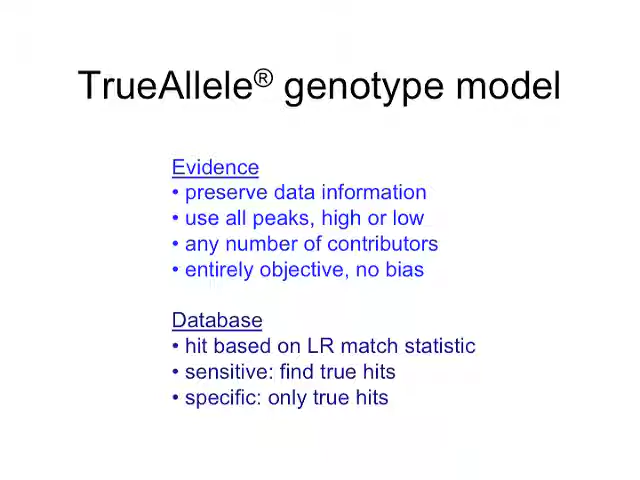 TrueAllele® genotype model
Evidence
• preserve data information
• use all peaks, high or low
• any number of contributors
• entirely objective, no bias
Database
• hit based on LR match statistic
• sensitive: find true hits
• specific: only true hits